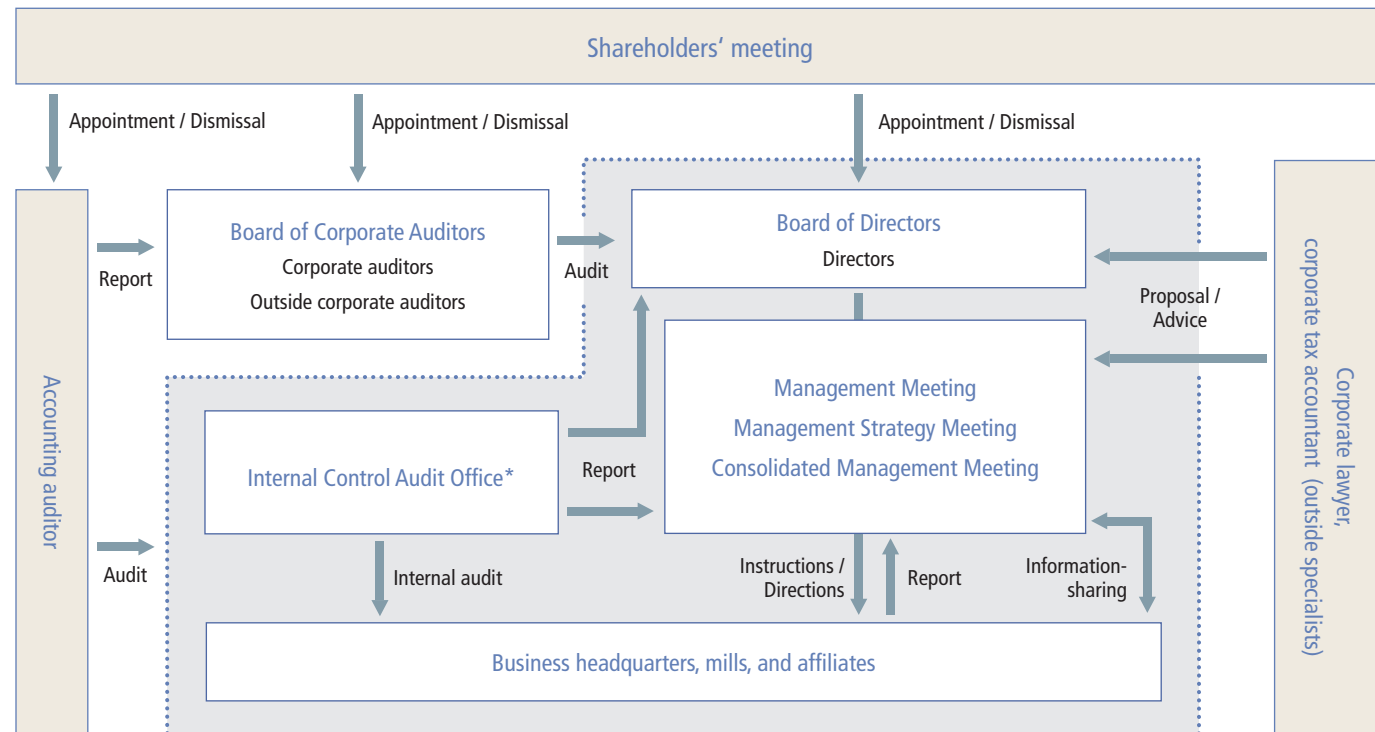 Shareholders’ meeting
Appointment / Dismissal
Appointment / Dismissal
Appointment / Dismissal
Board of Corporate Auditors
Corporate auditors
Outside corporate auditors
Board of Directors
Directors
Report
Audit
Proposal /
Advice
Accounting auditor
Corporate lawyer,
corporate tax accountant (outside specialists)
Management Meeting
Management Strategy Meeting
Consolidated Management Meeting
Internal Control Audit Office*
Report
Audit
Internal audit
Instructions /
Directions
Report
Information-
sharing
Business headquarters, mills, and affiliates